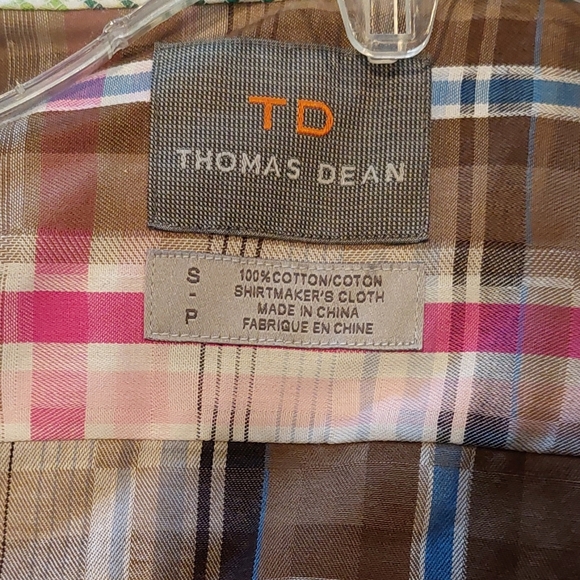 TD
THOMAS DEAN
S
-
P
100% COTTON/COTON
SHIRTMAKER'S CLOTH
MADE IN CHINA
FABRIQUE EN CHINE